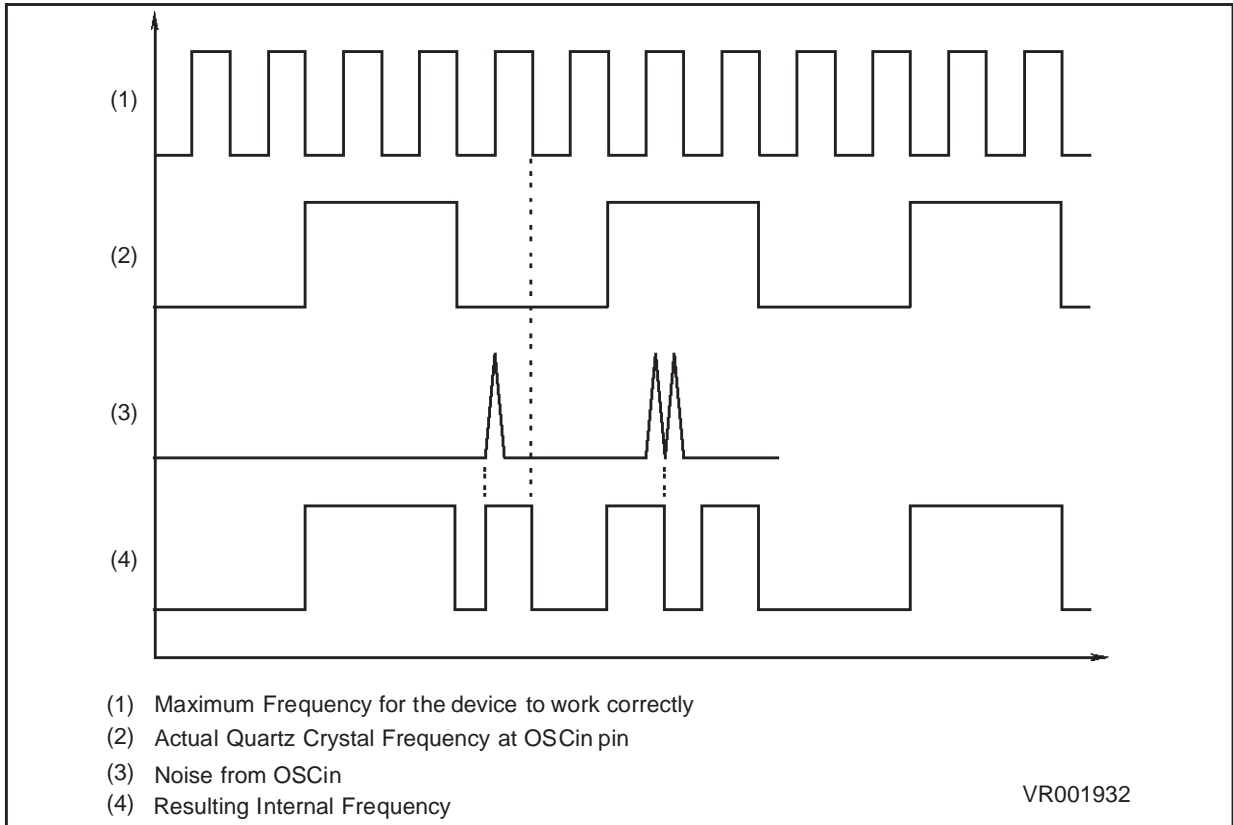 (1)
(2)
(3)
(4)
(1) Maximum Frequency for the device to work correctly
(2) Actual Quartz Crystal Frequency at OSCin pin
(3) Noise from OSCin
(4) Resulting Internal Frequency
VR001932